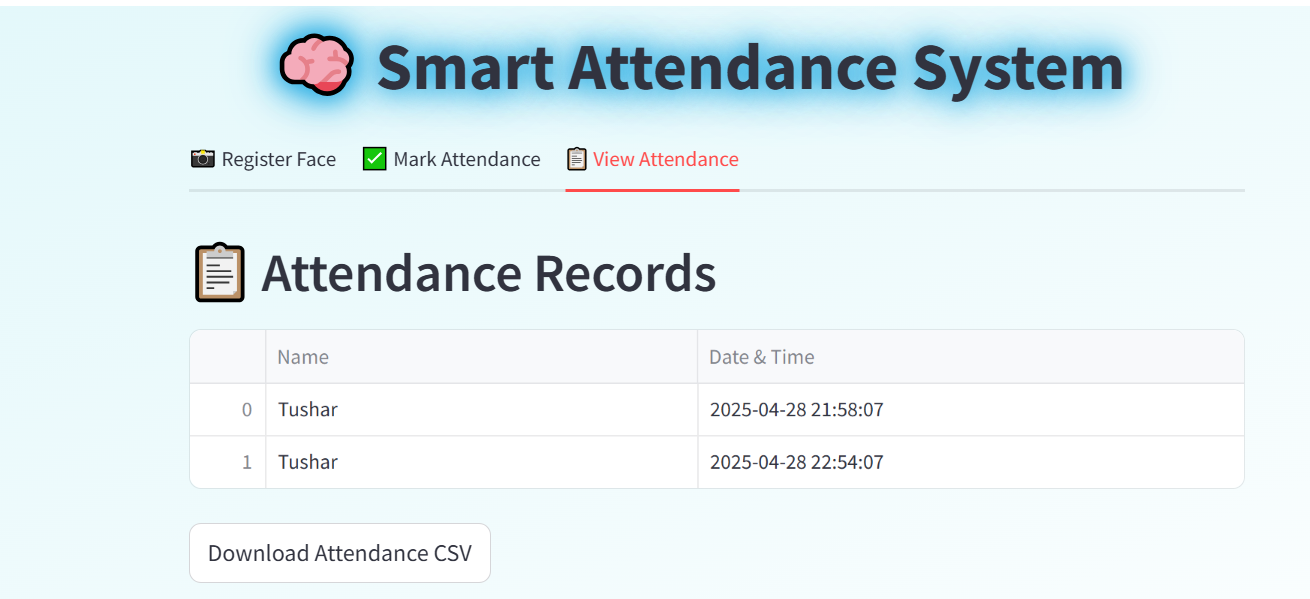 Smart Attendance System
Register Face Mark Attendance View Attendance
Attendance Records
Name Date & Time
0 Tushar 2025-04-28 21:58:07
1 Tushar 2025-04-28 22:54:07
Download Attendance CSV